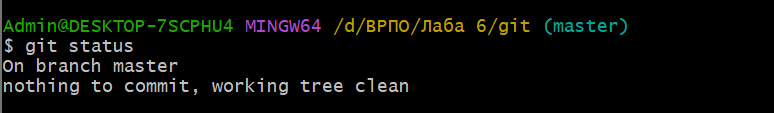 Admin@DESKTOP-7SCPHU4 MINGW64 /d/ВРПО/Лаба 6/git (master)
$ git status
On branch master
nothing to commit, working tree clean